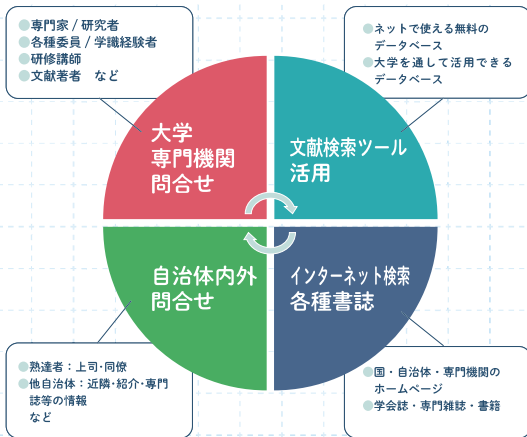 ●専門家 / 研究者
●各種委員 / 学識経験者
●研修講師
●文献著者　など
●ネットで使える無料の
データベース
●大学を通して活用できる
データベース
大学
専門機関
問合せ
文献検索ツール
活用
自治体内外
問合せ
インターネット検索
各種書誌
●熟達者：上司･同僚
●他自治体：近隣･紹介･専門
誌等の情報
など
●国・自治体・専門機関の
ホームページ
●学会誌・専門雑誌・書籍